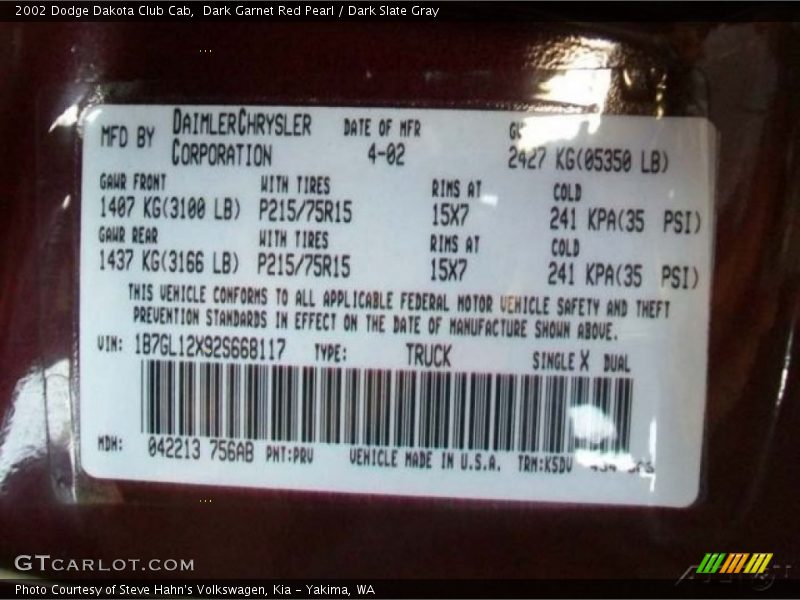 2002 Dodge Dakota Club Cab,  Dark Garnet Red Pearl / Dark Slate Gray
MFD BY DAIMLERCHRYSLER CORPORATION DATE OF MFR 4-02
2427 KG(05350 LB)
GAWR FRONT WITH TIRES RIMS AT COLD
1407 KG(3100 LB) P215/75R15 15X7 241 KPA(35 PSI)
GAWR REAR WITH TIRES RIMS AT COLD
1437 KG(3166 LB) P215/75R15 15X7 241 KPA(35 PSI)
THIS VEHICLE CONFORMS TO ALL APPLICABLE FEDERAL MOTOR VEHICLE SAFETY AND THEFT
PREVENTION STANDARDS IN EFFECT ON THE DATE OF MANUFACTURE SHOWN ABOVE.
VIN: 1B7GL12X92S668117 TYPE: TRUCK SINGLE X DUAL
MDH: 042213 756AB PNT:PRV VEHICLE MADE IN U.S.A. TRM:K5DV
GTCARLOT.COM
Photo Courtesy of Steve Hahn's Volkswagen, Kia – Yakima, WA